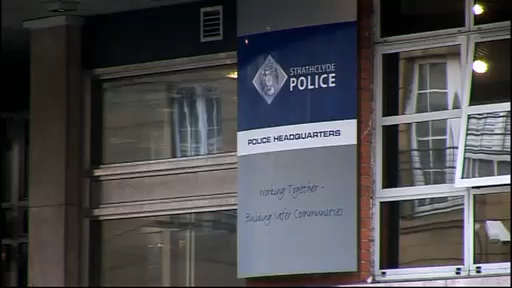 STRATHCLYDE
POLICE
POLICE HEADQUARTERS
Working Together -
Building Safer Communities